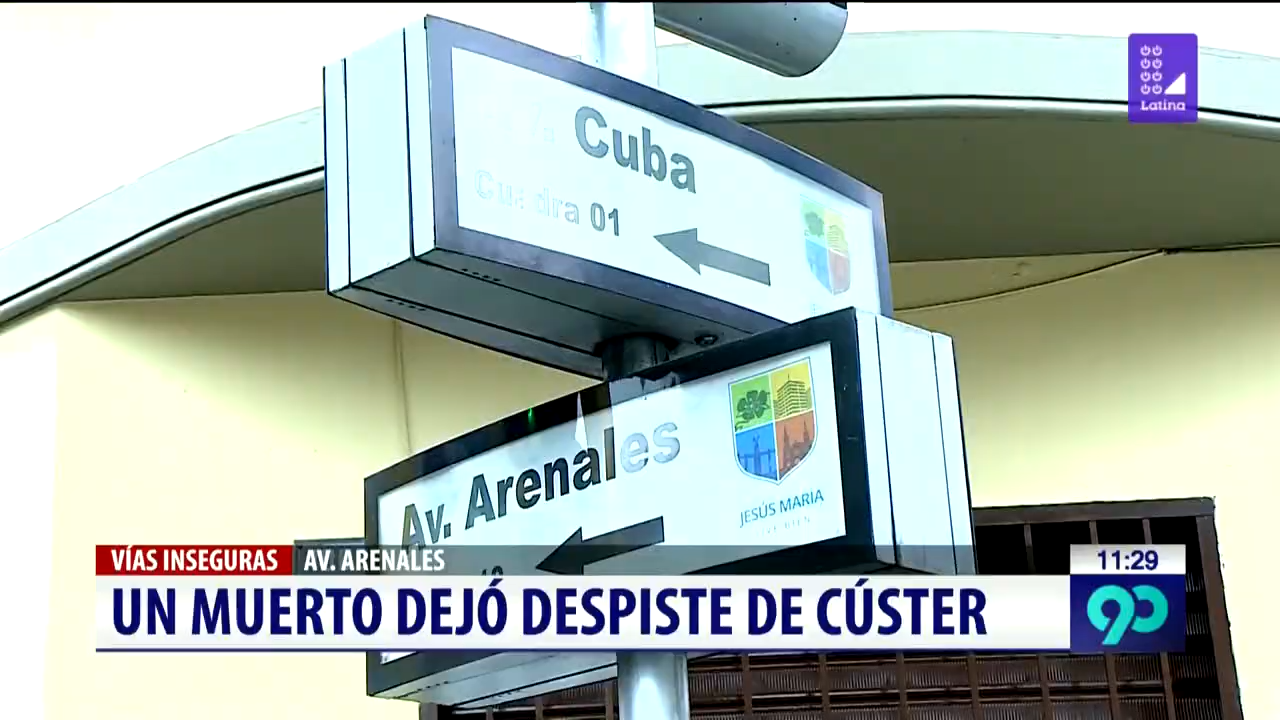 Latina
Cuba
Cuadra 01
Av. Arenales
JESÚS MARIA
VÍAS INSEGURAS AV. ARENALES
11:29
UN MUERTO DEJÓ DESPISTE DE CÚSTER
90